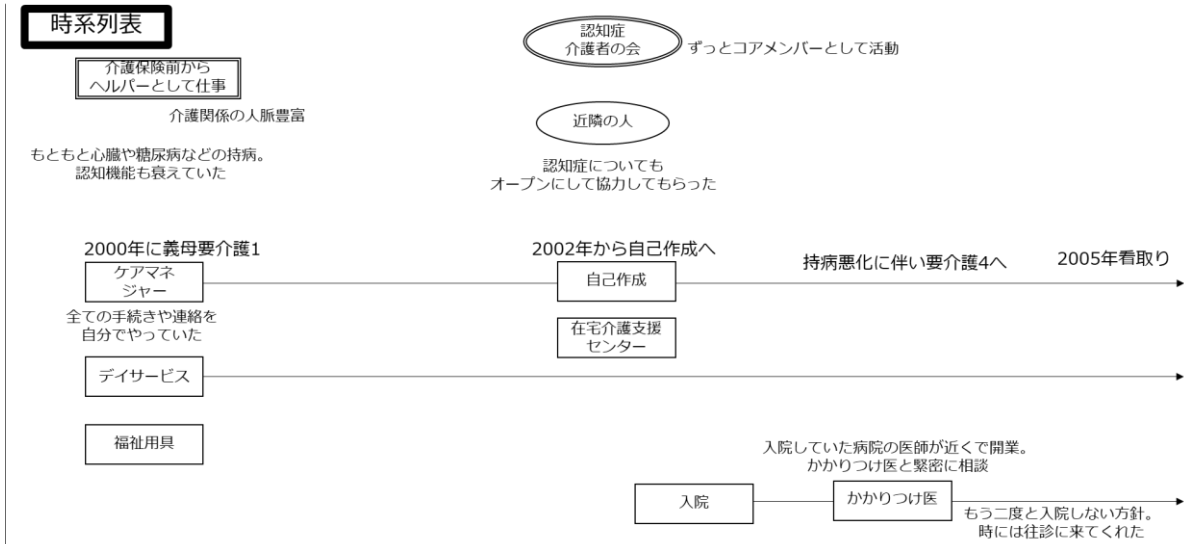 時系列表
認知症
介護者の会
ずっとコアメンバーとして活動
介護保険前から
ヘルパーとして仕事
介護関係の人脈豊富
近隣の人
もともと心臓や糖尿病などの持病。
認知機能も衰えていた
認知症についても
オープンにして協力してもらった
2000年に義母要介護1
2002年から自己作成へ
持病悪化に伴い要介護4へ
2005年看取り
ケアマネ
ジャー
自己作成
全ての手続きや連絡を
自分でやっていた
在宅介護支援
センター
デイサービス
福祉用具
入院していた病院の医師が近くで開業。
かかりつけ医と緊密に相談
入院
かかりつけ医
もう二度と入院しない方針。
時には往診に来てくれた